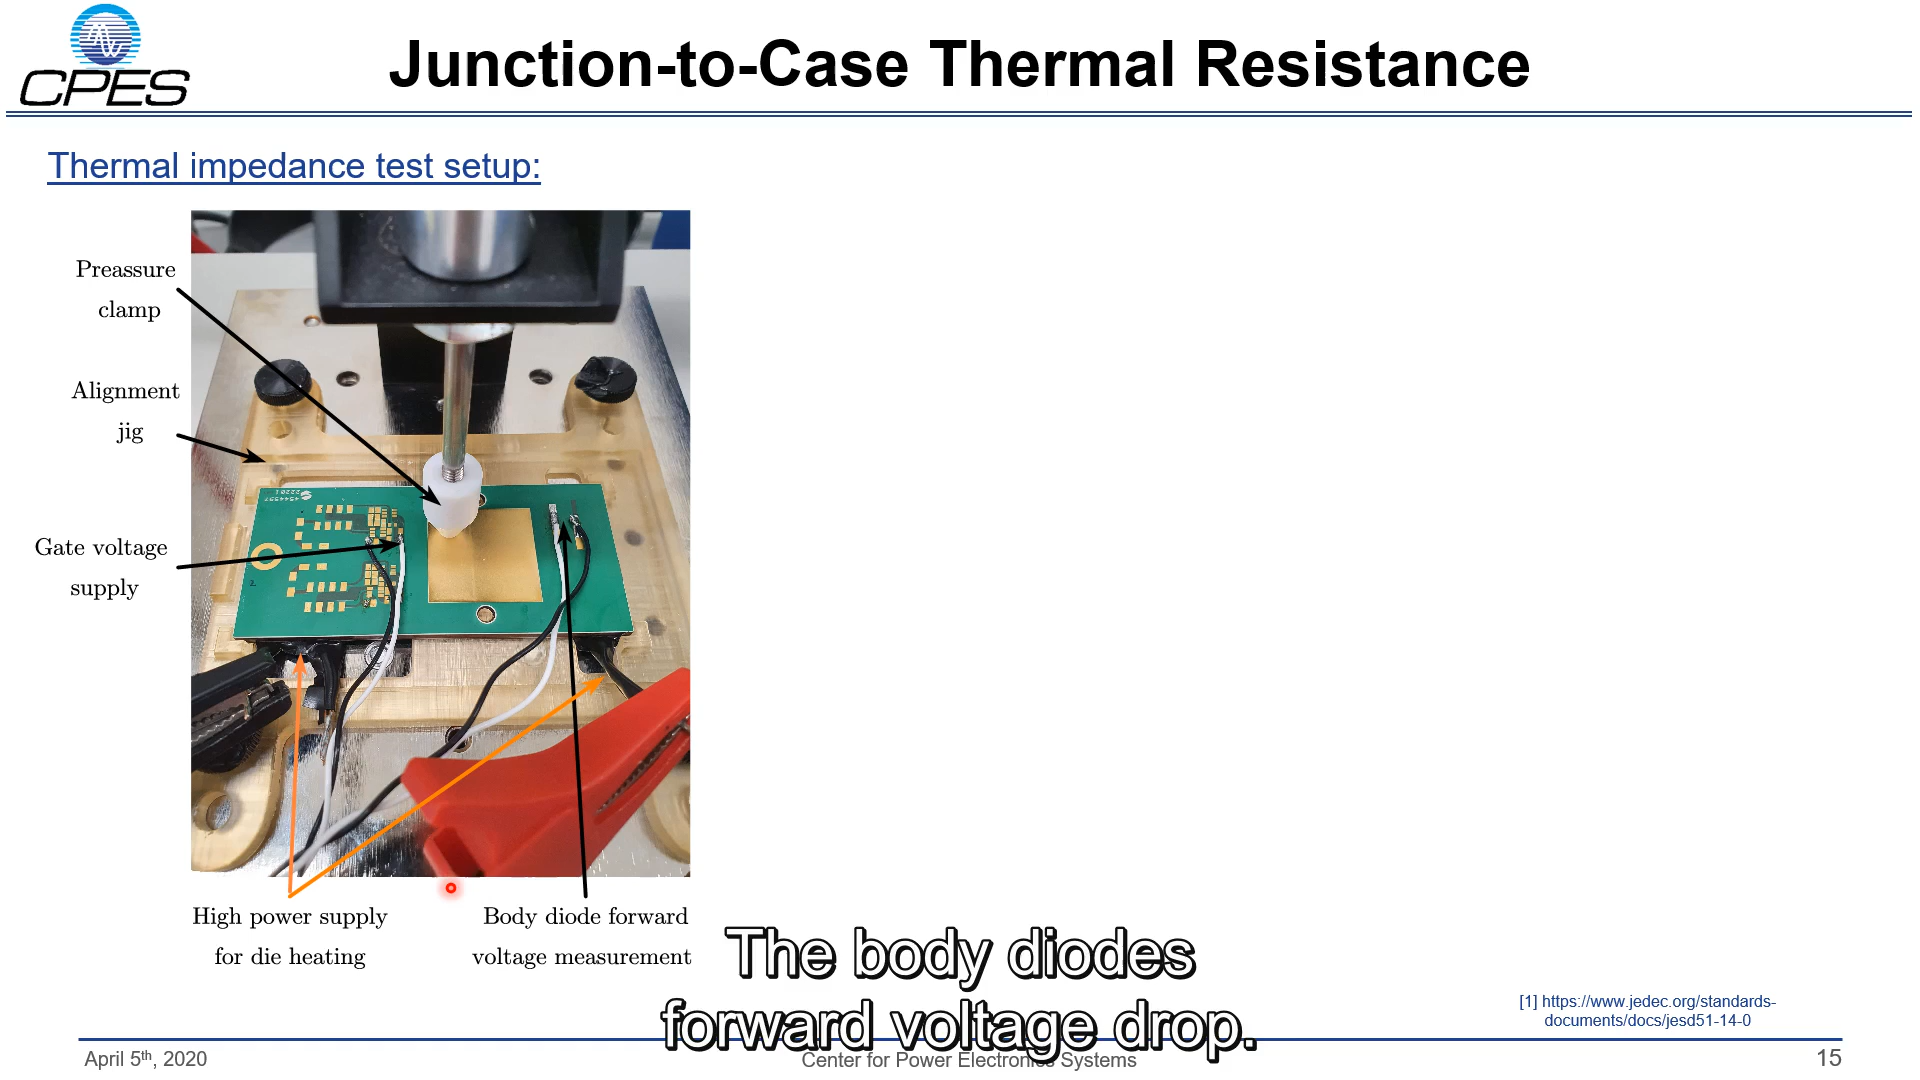 CPES
Junction-to-Case Thermal Resistance
Thermal impedance test setup:
Preassure
clamp
Alignment
jig
Gate voltage
supply
High power supply
for die heating
Body diode forward
voltage measurement
The body diodes
forward voltage drop.
[1] https://www.jedec.org/standards-
documents/docs/jesd51-14-0
April 5th, 2020
Center for Power Electronics Systems
15